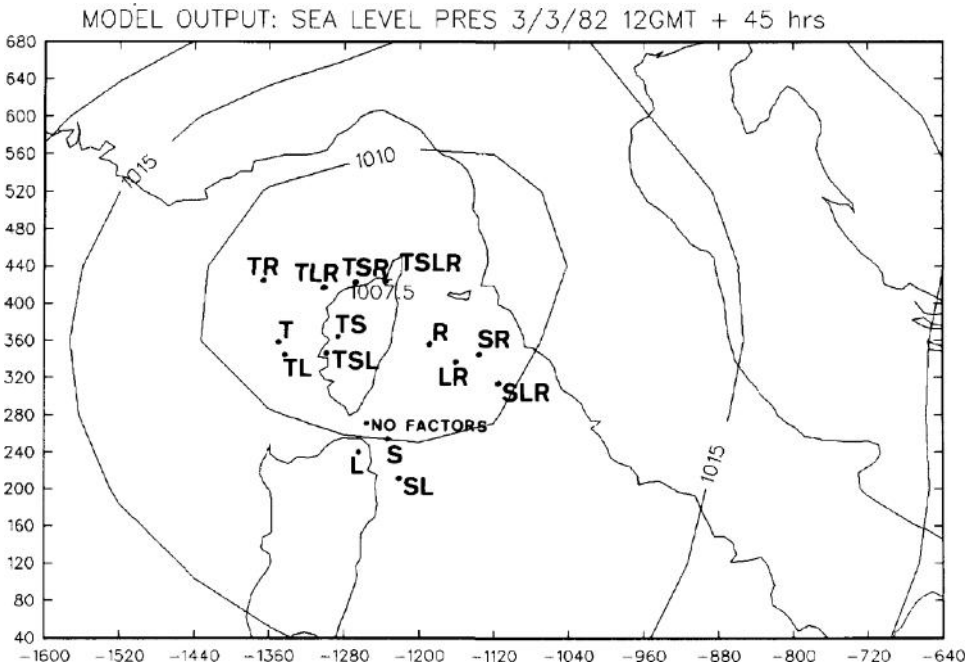 MODEL OUTPUT: SEA LEVEL PRES 3/3/82 12GMT + 45 hrs
680
640
600
560
520
480
440
400
360
320
280
240
200
160
120
80
40
1015
1010
TR
TLR
TSR
TSLR
1007.5
T
TS
R
SR
TL
TSL
LR
SLR
NO FACTORS
S
L
SL
1015
-1600 -1520 -1440 -1360 -1280 -1200 -1120 -1040 -960 -880 -800 -720 -640